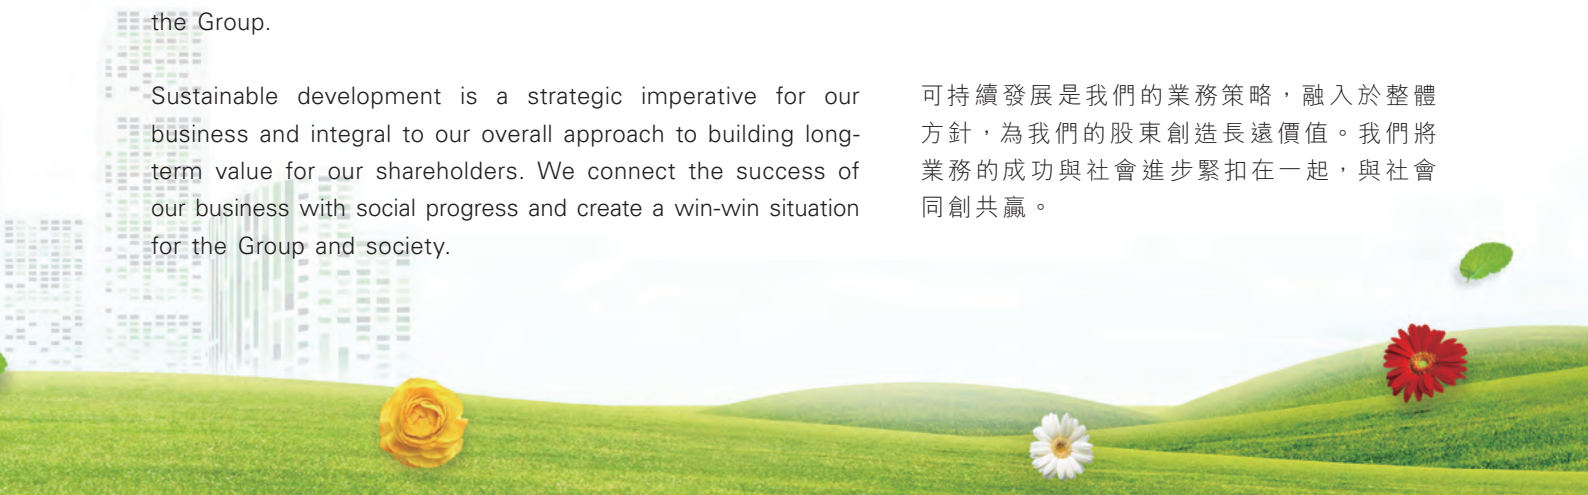 the Group.
Sustainable development is a strategic imperative for our
business and integral to our overall approach to building long-
term value for our shareholders. We connect the success of
our business with social progress and create a win-win situation
for the Group and society.
可持續發展是我們的業務策略，融入於整體
方針，為我們的股東創造長遠價值。我們將
業務的成功與社會進步緊扣在一起，與社會
同創共贏。